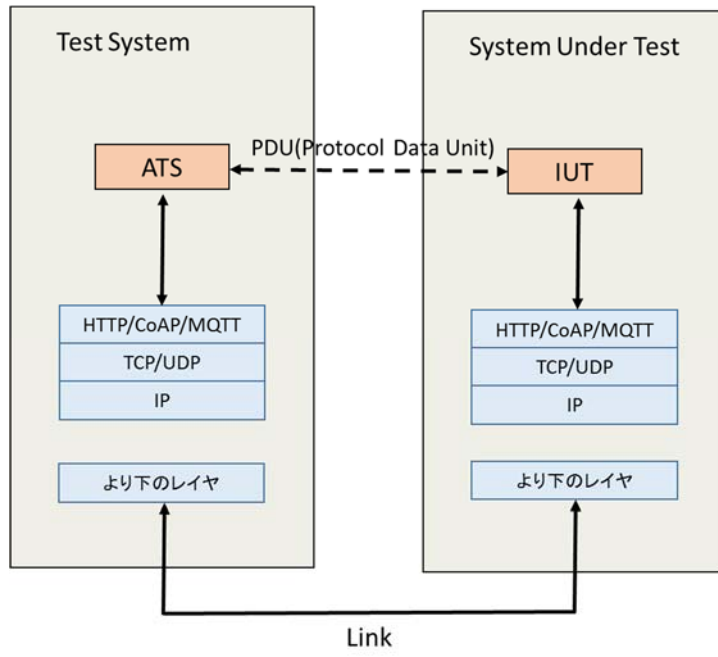 Test System
System Under Test
PDU(Protocol Data Unit)
ATS
IUT
HTTP/CoAP/MQTT
TCP/UDP
IP
HTTP/CoAP/MQTT
TCP/UDP
IP
より下のレイヤ
より下のレイヤ
Link